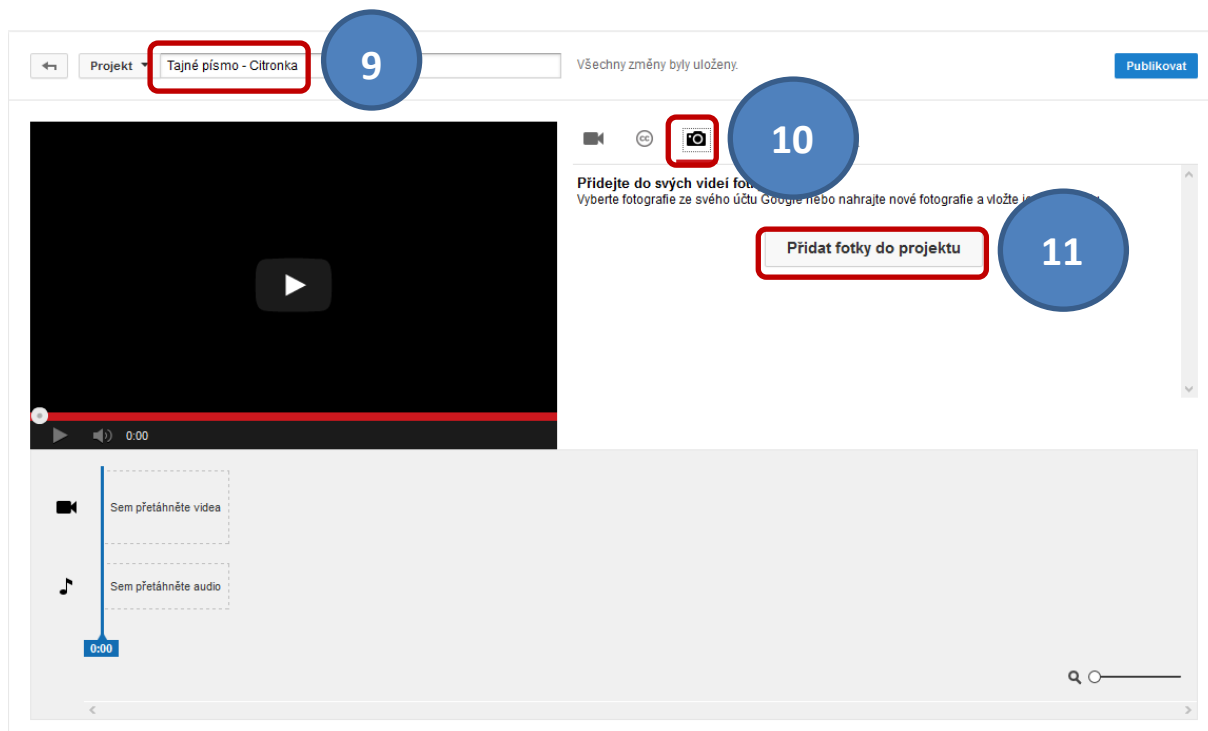 Projekt
Tajné písmo - Citronka
9
Všechny změny byly uloženy.
Publikovat
10
Přidejte do svých videí
Vyberte fotografie ze svého účtu Google nebo nahrajte nové fotografie a vložte
Přidat fotky do projektu
11
0:00
Sem přetáhněte videa
Sem přetáhněte audio
0:00